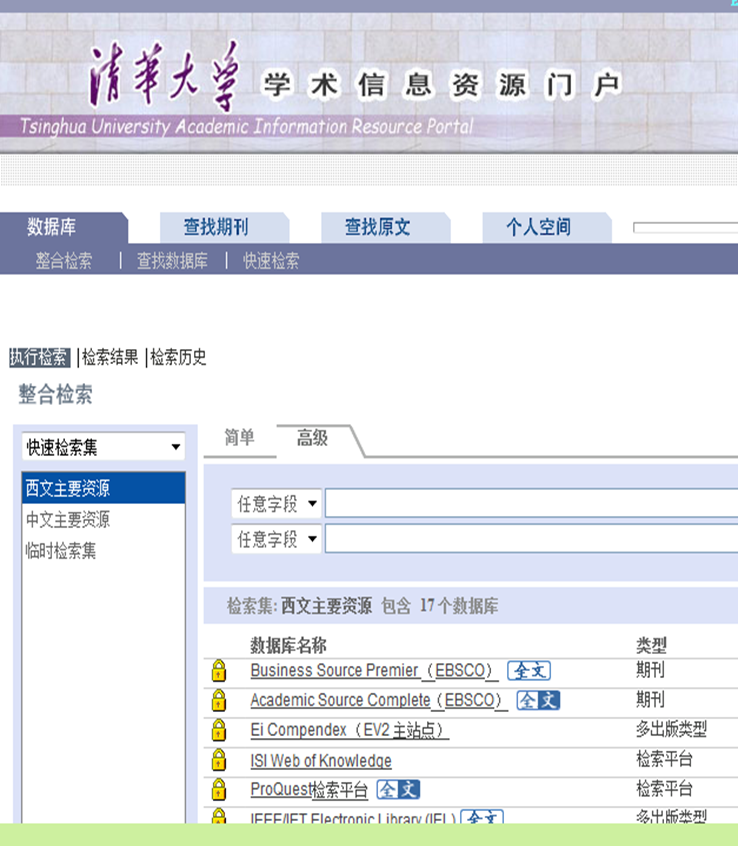 清华大学 学术信息资源门户
Tsinghua University Academic Information Resource Portal
数据库 查找期刊 查找原文 个人空间
整合检索 | 查找数据库 | 快速检索
执行检索 |检索结果 |检索历史
整合检索
快速检索集
简单 高级
西文主要资源
中文主要资源
临时检索集
任意字段
任意字段
检索集: 西文主要资源 包含 17个数据库
数据库名称 类型
Business Source Premier（EBSCO） 全文 期刊
Academic Source Complete（EBSCO） 全文 期刊
Ei Compendex（EV2 主站点） 多出版类型
ISI Web of Knowledge 检索平台
ProQuest检索平台 全文 检索平台
IEEE/IET Electronic Library (IEL) 全文 多出版类型